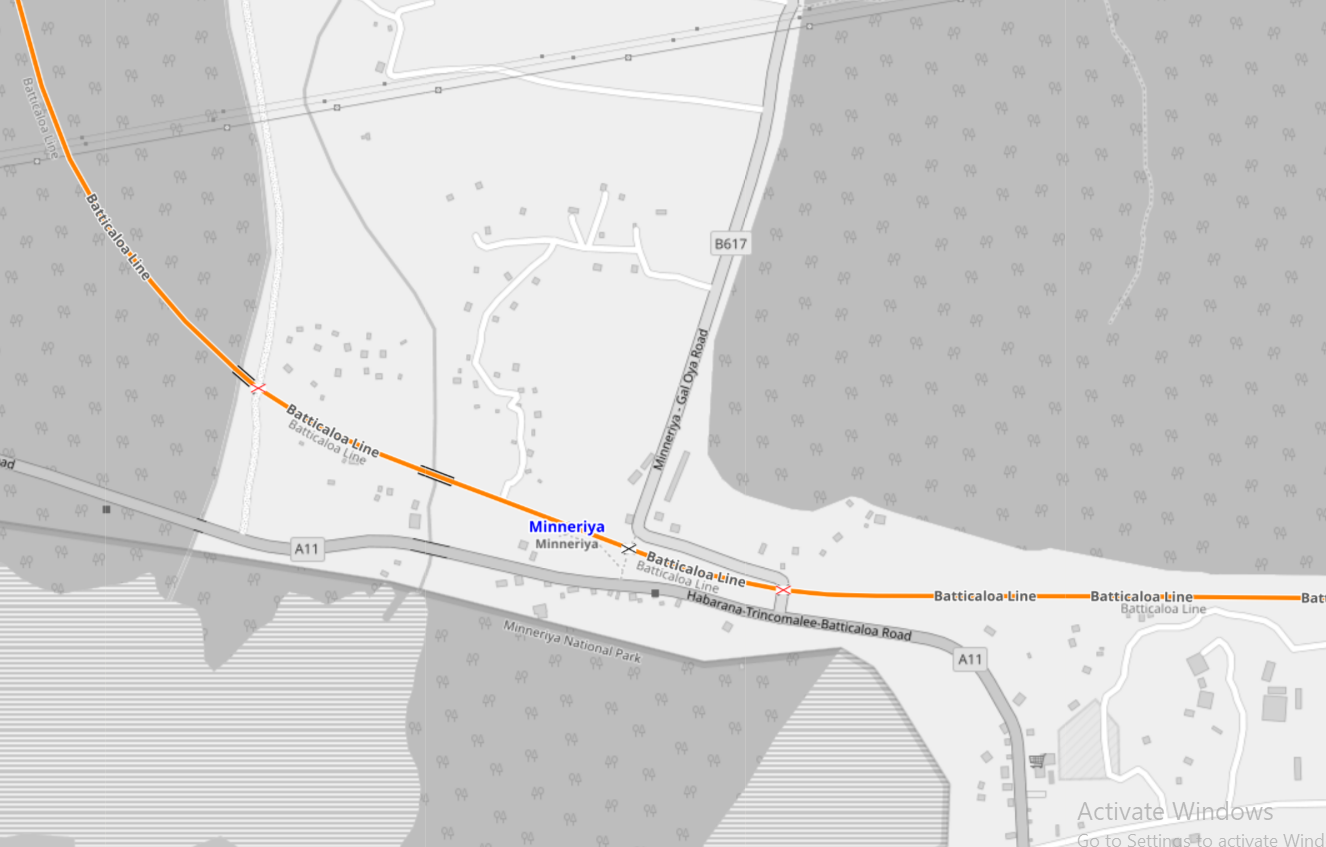 Batticaloa Line
Batticaloa Line
B617
Minneriya - Gal Oya Road
Batticaloa Line
Batticaloa Line
ad
A11
Minneriya
Minneriya
Batticaloa Line
Batticaloa Line
Habarana-Trincomalee-Batticaloa Road
Batticaloa Line
Batticaloa Line
Batt
Batticaloa Line
Minneriya National Park
A11
Activate Windows
Go to Settings to activate Wind